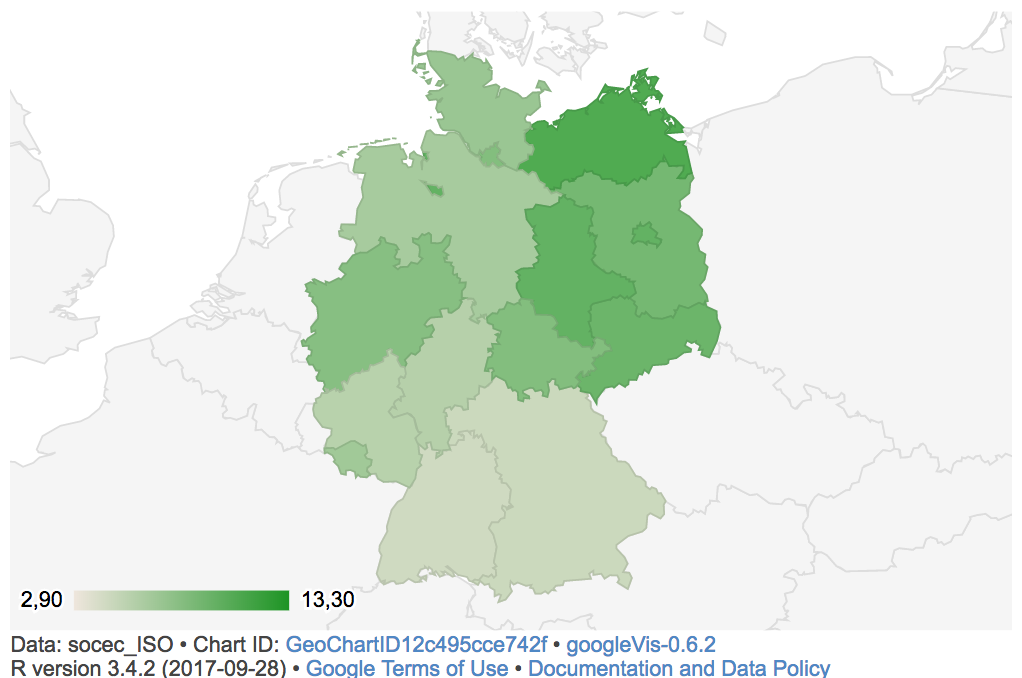 2,90 13,30
Data: socec_ISO • Chart ID: GeoChartID12c495cce742f • googleVis-0.6.2
R version 3.4.2 (2017-09-28) • Google Terms of Use • Documentation and Data Policy